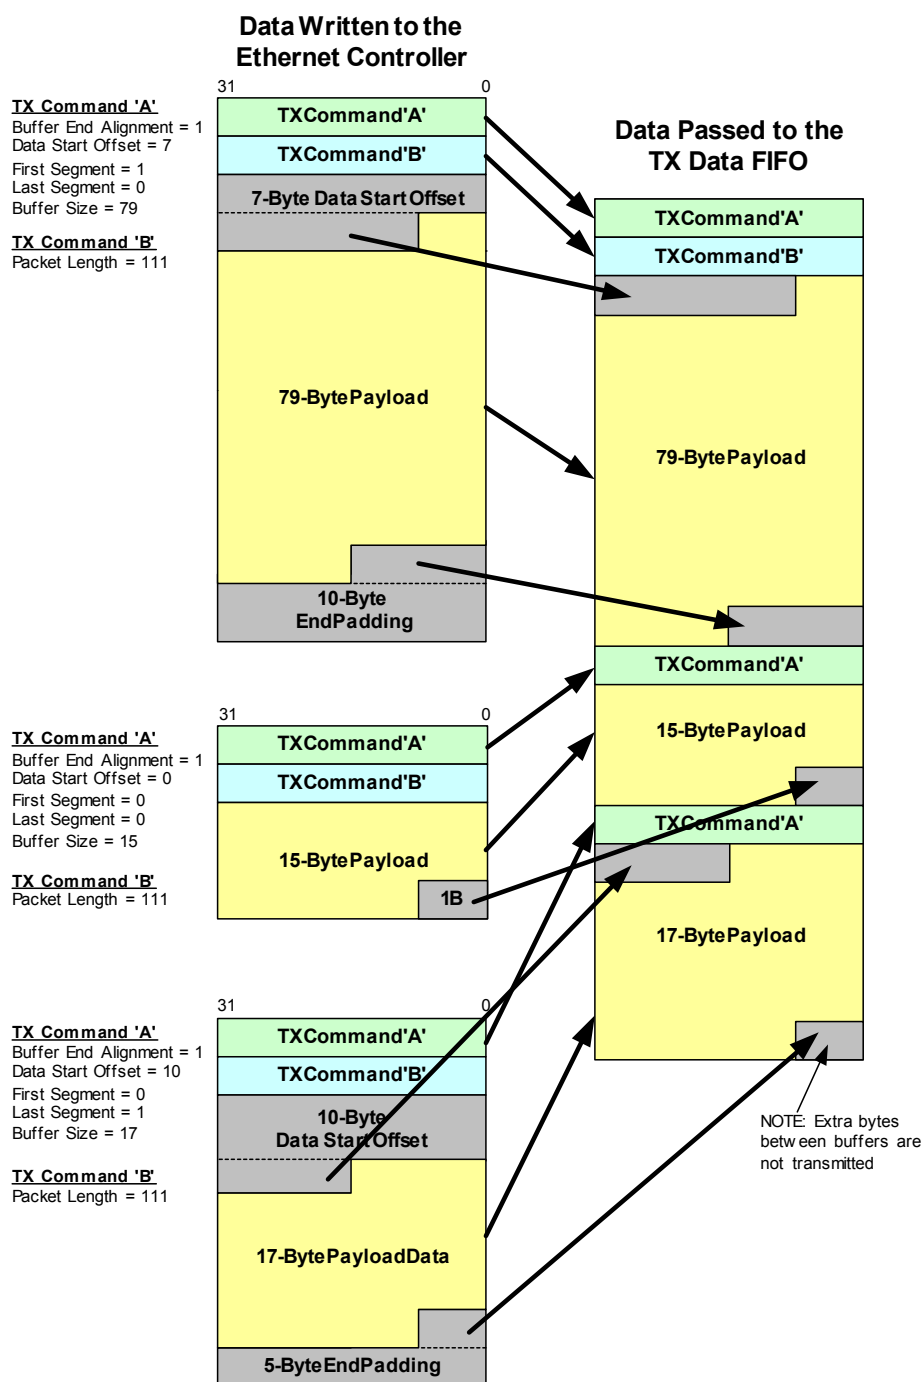 Data Written to the
Ethernet Controller
31 0
TX Command 'A'
Buffer End Alignment = 1
Data Start Offset = 7
First Segment = 1
Last Segment = 0
Buffer Size = 79
TX Command 'B'
Packet Length = 111
TXCommand'A'
TXCommand'B'
7-Byte Data Start Offset
79-BytePayload
10-Byte
EndPadding
Data Passed to the
TX Data FIFO
TXCommand'A'
TXCommand'B'
79-BytePayload
TXCommand'A'
15-BytePayload
TXCommand'A'
17-BytePayload
NOTE: Extra bytes
between buffers are
not transmitted
31 0
TX Command 'A'
Buffer End Alignment = 1
Data Start Offset = 0
First Segment = 0
Last Segment = 0
Buffer Size = 15
TX Command 'B'
Packet Length = 111
TXCommand'A'
TXCommand'B'
15-BytePayload
1B
31 0
TX Command 'A'
Buffer End Alignment = 1
Data Start Offset = 10
First Segment = 0
Last Segment = 1
Buffer Size = 17
TX Command 'B'
Packet Length = 111
TXCommand'A'
TXCommand'B'
10-Byte
Data StartOffset
17-BytePayloadData
5-ByteEndPadding